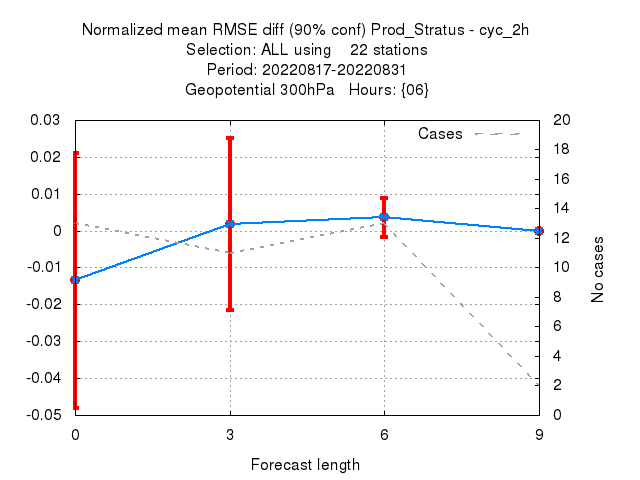 Normalized mean RMSE diff (90% conf) Prod_Stratus - cyc_2h
Selection: ALL using    22 stations
Period: 20220817-20220831
Geopotential 300hPa   Hours: {06}
Cases
0.03
0.02
0.01
0
-0.01
-0.02
-0.03
-0.04
-0.05
20
18
16
14
12
10
8
6
4
2
0
No cases
0 3 6 9
Forecast length